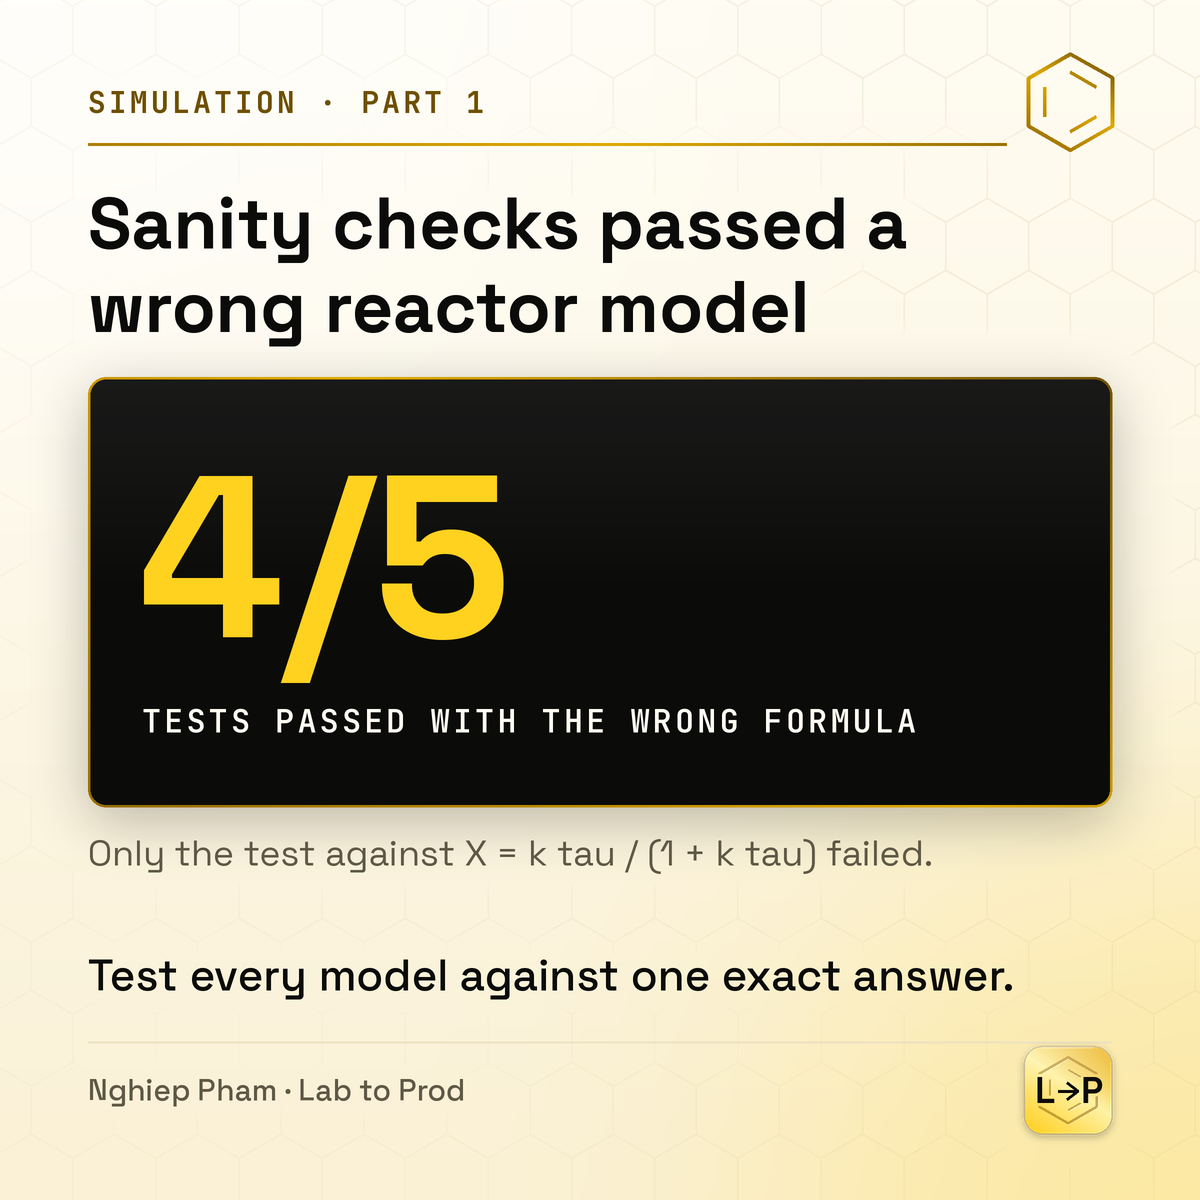 SIMULATION · PART 1
Sanity checks passed a
wrong reactor model
4/5
TESTS PASSED WITH THE WRONG FORMULA
Only the test against X = k tau / (1 + k tau) failed.
Test every model against one exact answer.
Nghiep Pham · Lab to Prod
L→P